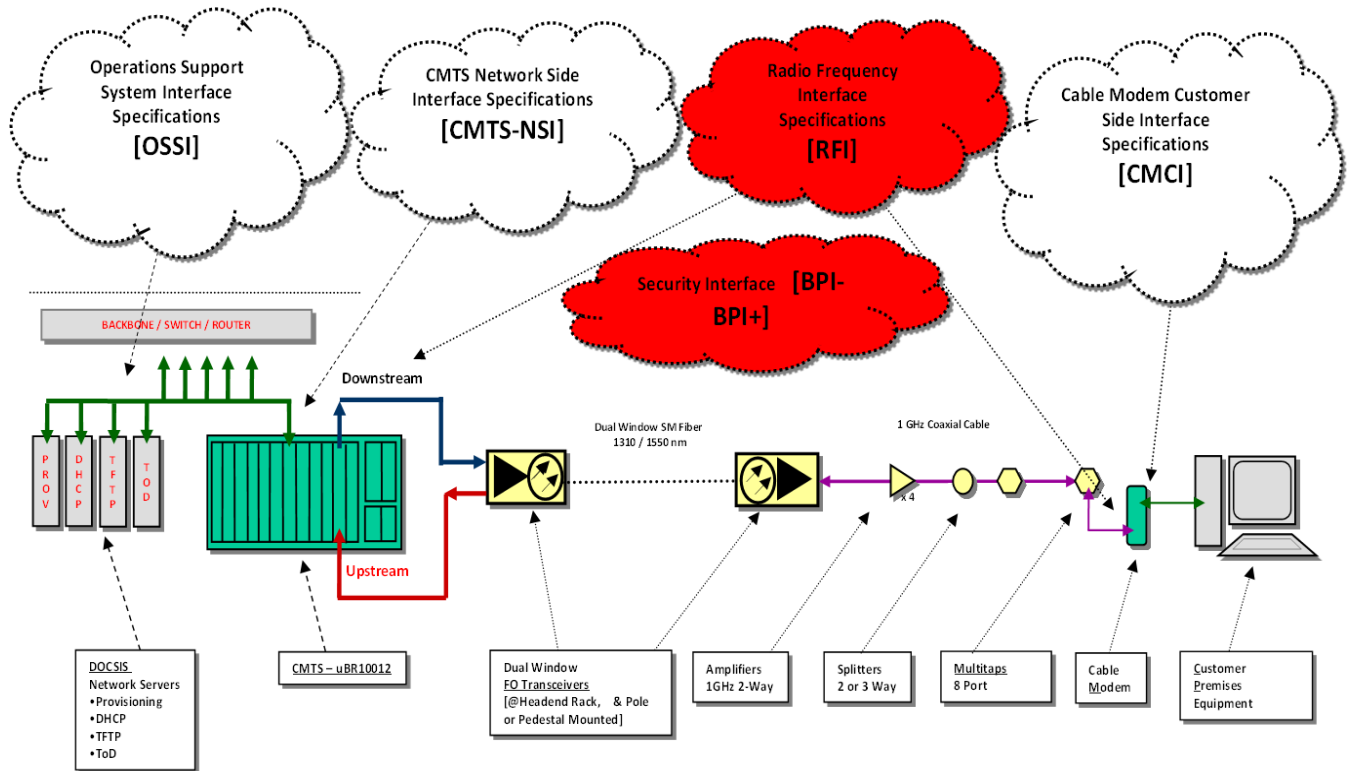 Operations Support
System Interface
Specifications
[OSSI]
CMTS Network Side
Interface Specifications
[CMTS-NSI]
Radio Frequency
Interface
Specifications
[RFI]
Cable Modem Customer
Side Interface
Specifications
[CMCI]
Security Interface [BPI-
BPI+]
BACKBONE / SWITCH / ROUTER
Downstream
Dual Window SM Fiber
1310 / 1550 nm
1 GHz Coaxial Cable
PROV
DHCP
TFTP
TOD
x 4
Upstream
DOCSIS
Network Servers
•Provisioning
•DHCP
•TFTP
•ToD
CMTS – uBR10012
Dual Window
FO Transceivers
[@Headend Rack, & Pole
or Pedestal Mounted]
Amplifiers
1GHz 2-Way
Splitters
2 or 3 Way
Multitaps
8 Port
Cable
Modem
Customer
Premises
Equipment